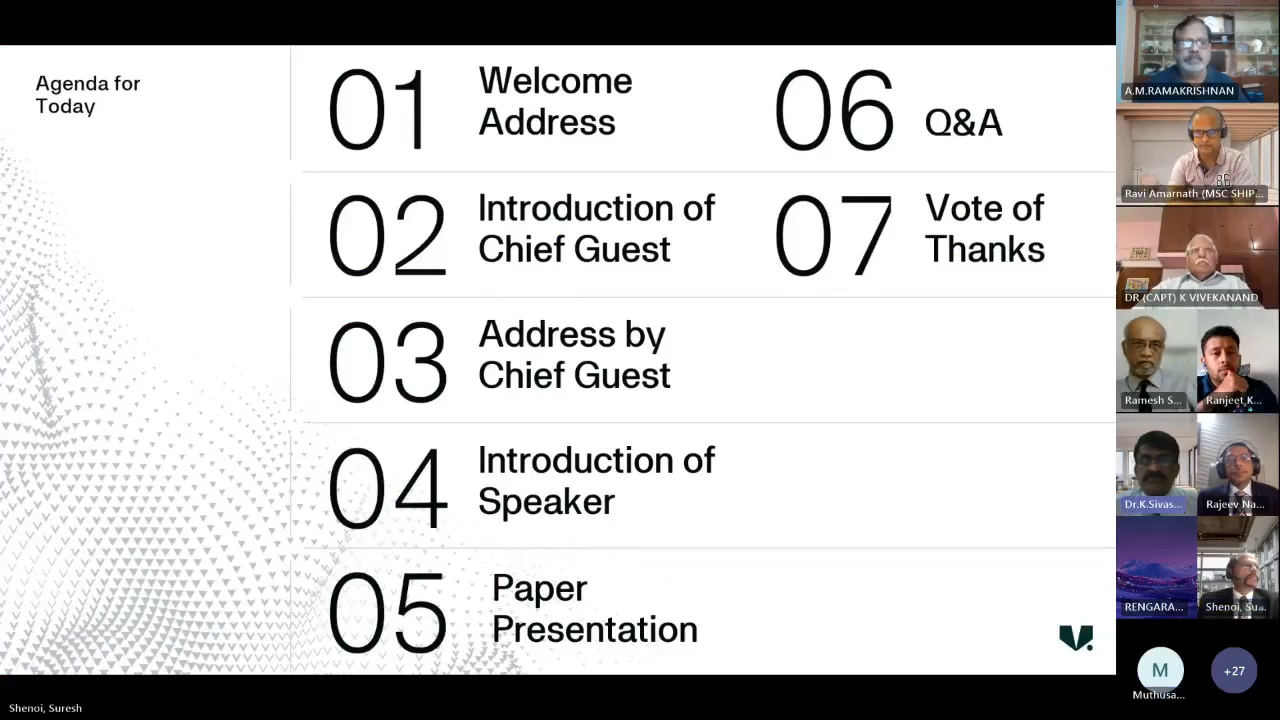 Agenda for
Today
01
Welcome
Address
02
Introduction of
Chief Guest
03
Address by
Chief Guest
04
Introduction of
Speaker
05
Paper
Presentation
06
Q&A
07
Vote of
Thanks
A.M.RAMAKRISHNAN
Ravi Amarnath (MSC SHIP...
DR (CAPT) K VIVEKANAND
Ramesh S...
Ranjeet K...
Dr.K.Sivas...
Rajeev Na...
RENGARA...
Shenoi, Su...
M
Muthusa...
+27
Shenoi, Suresh